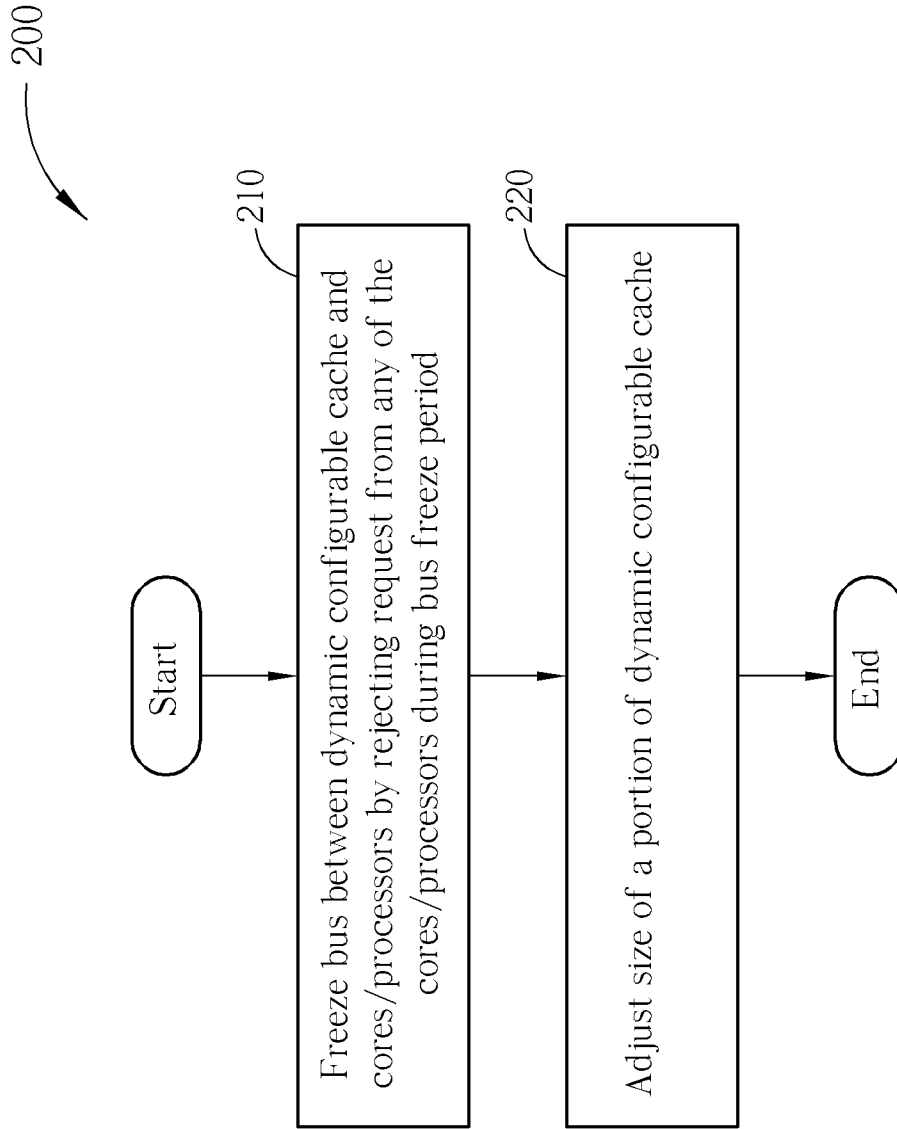 200
Start
210
Freeze bus between dynamic configurable cache and
cores/processors by rejecting request from any of the
cores/processors during bus freeze period
220
Adjust size of a portion of dynamic configurable cache
End